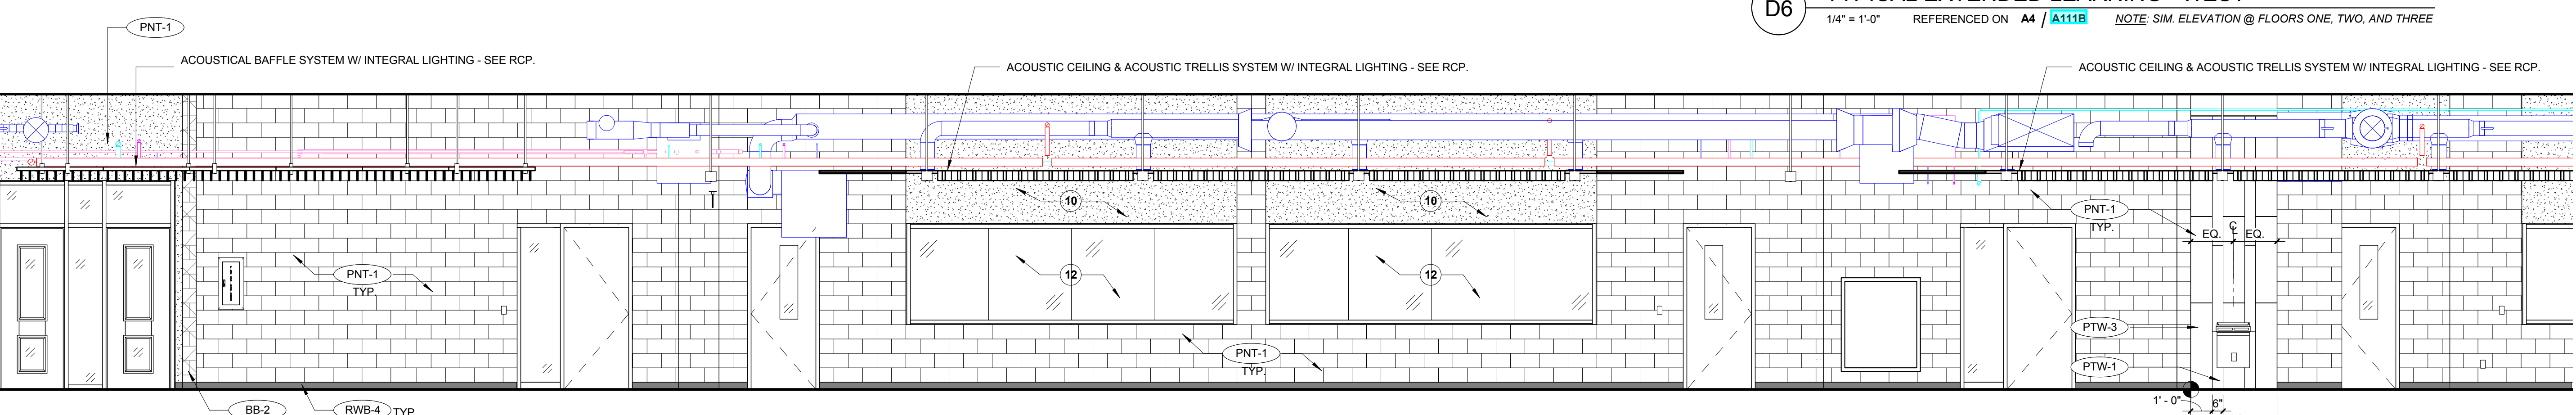 D6
1/4" = 1'-0" REFERENCED ON A4 / A111B NOTE: SIM. ELEVATION @ FLOORS ONE, TWO, AND THREE
PNT-1
ACOUSTICAL BAFFLE SYSTEM W/ INTEGRAL LIGHTING - SEE RCP.
ACOUSTIC CEILING & ACOUSTIC TRELLIS SYSTEM W/ INTEGRAL LIGHTING - SEE RCP.
ACOUSTIC CEILING & ACOUSTIC TRELLIS SYSTEM W/ INTEGRAL LIGHTING - SEE RCP.
10
10
PNT-1
TYP.
EQ. CL EQ.
PNT-1
TYP.
12
12
PTW-3
PNT-1
TYP.
PTW-1
1' - 0"
6"
BB-2
RWB-4 TYP